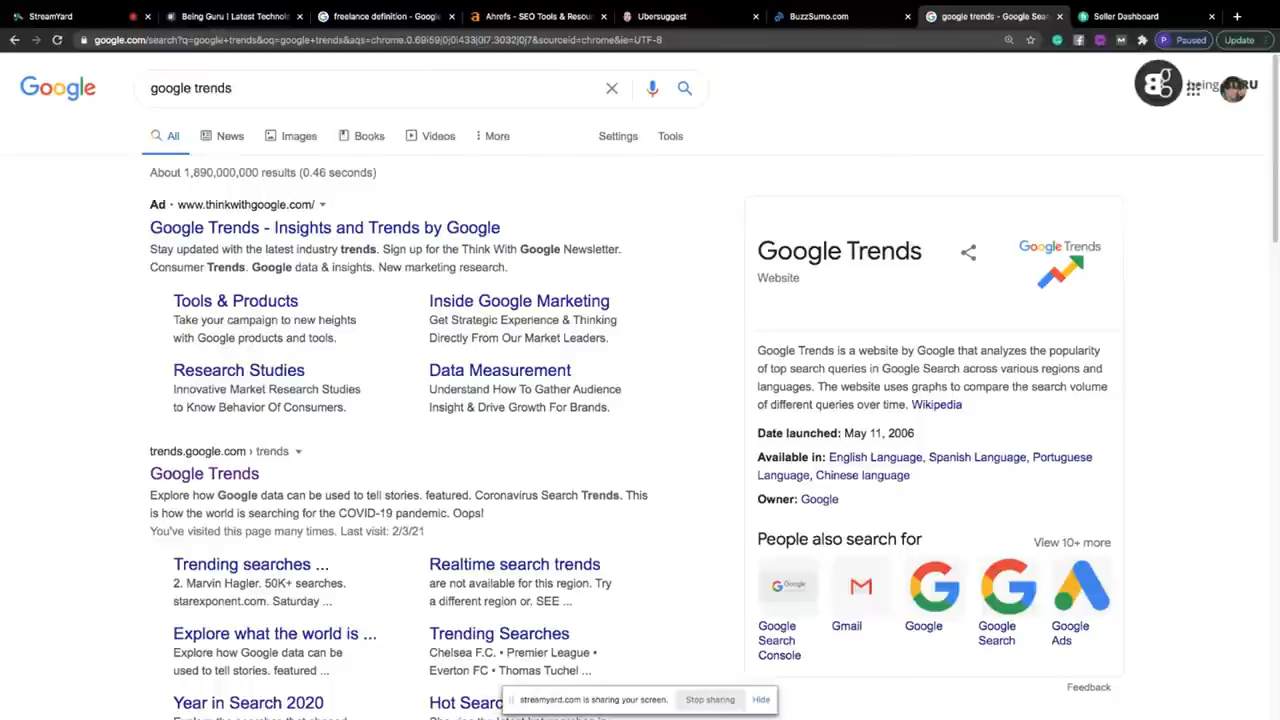 StreamYard
Being Guru | Latest Technol
freelance definition - Google
Ahrefs - SEO Tools & Resou
Ubersuggest
BuzzSumo.com
google trends - Google Sear
Seller Dashboard
google.com/search?q=google+trends&oq=google+trends&aqs=chrome.0.69i59j0j0i433j0l7.3032j0j7&sourceid=chrome&ie=UTF-8
Paused
Update
Google
google trends
being GURU
All
News
Images
Books
Videos
More
Settings
Tools
About 1,890,000,000 results (0.46 seconds)
Ad · www.thinkwithgoogle.com/
Google Trends - Insights and Trends by Google
Stay updated with the latest industry trends. Sign up for the Think With Google Newsletter.
Consumer Trends. Google data & insights. New marketing research.
Tools & Products
Take your campaign to new heights
with Google products and tools.
Inside Google Marketing
Get Strategic Experience & Thinking
Directly From Our Market Leaders.
Research Studies
Innovative Market Research Studies
to Know Behavior Of Consumers.
Data Measurement
Understand How To Gather Audience
Insight & Drive Growth For Brands.
trends.google.com › trends
Google Trends
Explore how Google data can be used to tell stories. featured. Coronavirus Search Trends. This
is how the world is searching for the COVID-19 pandemic. Oops!
You've visited this page many times. Last visit: 2/3/21
Trending searches ...
2. Marvin Hagler. 50K+ searches.
starexponent.com. Saturday ...
Realtime search trends
are not available for this region. Try
a different region or. SEE ...
Explore what the world is ...
Explore how Google data can be
used to tell stories. featured ...
Trending Searches
Chelsea F.C. • Premier League •
Everton FC • Thomas Tuchel ...
Year in Search 2020
Hot Searc
Google Trends
Website
Google Trends
Google Trends is a website by Google that analyzes the popularity
of top search queries in Google Search across various regions and
languages. The website uses graphs to compare the search volume
of different queries over time. Wikipedia
Date launched: May 11, 2006
Available in: English Language, Spanish Language, Portuguese
Language, Chinese language
Owner: Google
People also search for
View 10+ more
Google
Google
Search
Console
Gmail
Google
Google
Search
Google
Ads
Feedback
streamyard.com is sharing your screen.
Stop sharing
Hide